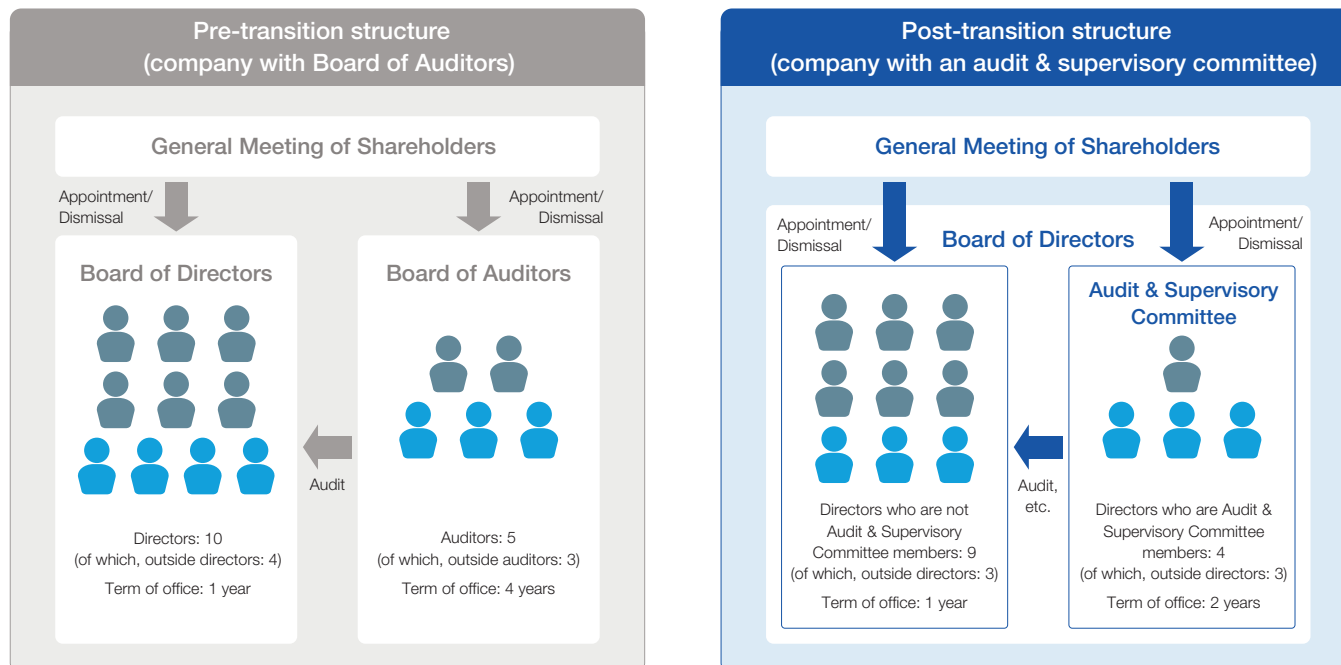 Pre-transition structure
(company with Board of Auditors)
General Meeting of Shareholders
Appointment/
Dismissal
Appointment/
Dismissal
Board of Directors
Directors: 10
(of which, outside directors: 4)
Term of office: 1 year
Audit
Board of Auditors
Auditors: 5
(of which, outside auditors: 3)
Term of office: 4 years
Post-transition structure
(company with an audit & supervisory committee)
General Meeting of Shareholders
Appointment/
Dismissal
Board of Directors
Appointment/
Dismissal
Directors who are not
Audit & Supervisory
Committee members: 9
(of which, outside directors: 3)
Term of office: 1 year
Audit,
etc.
Audit & Supervisory
Committee
Directors who are Audit &
Supervisory Committee
members: 4
(of which, outside directors: 3)
Term of office: 2 years